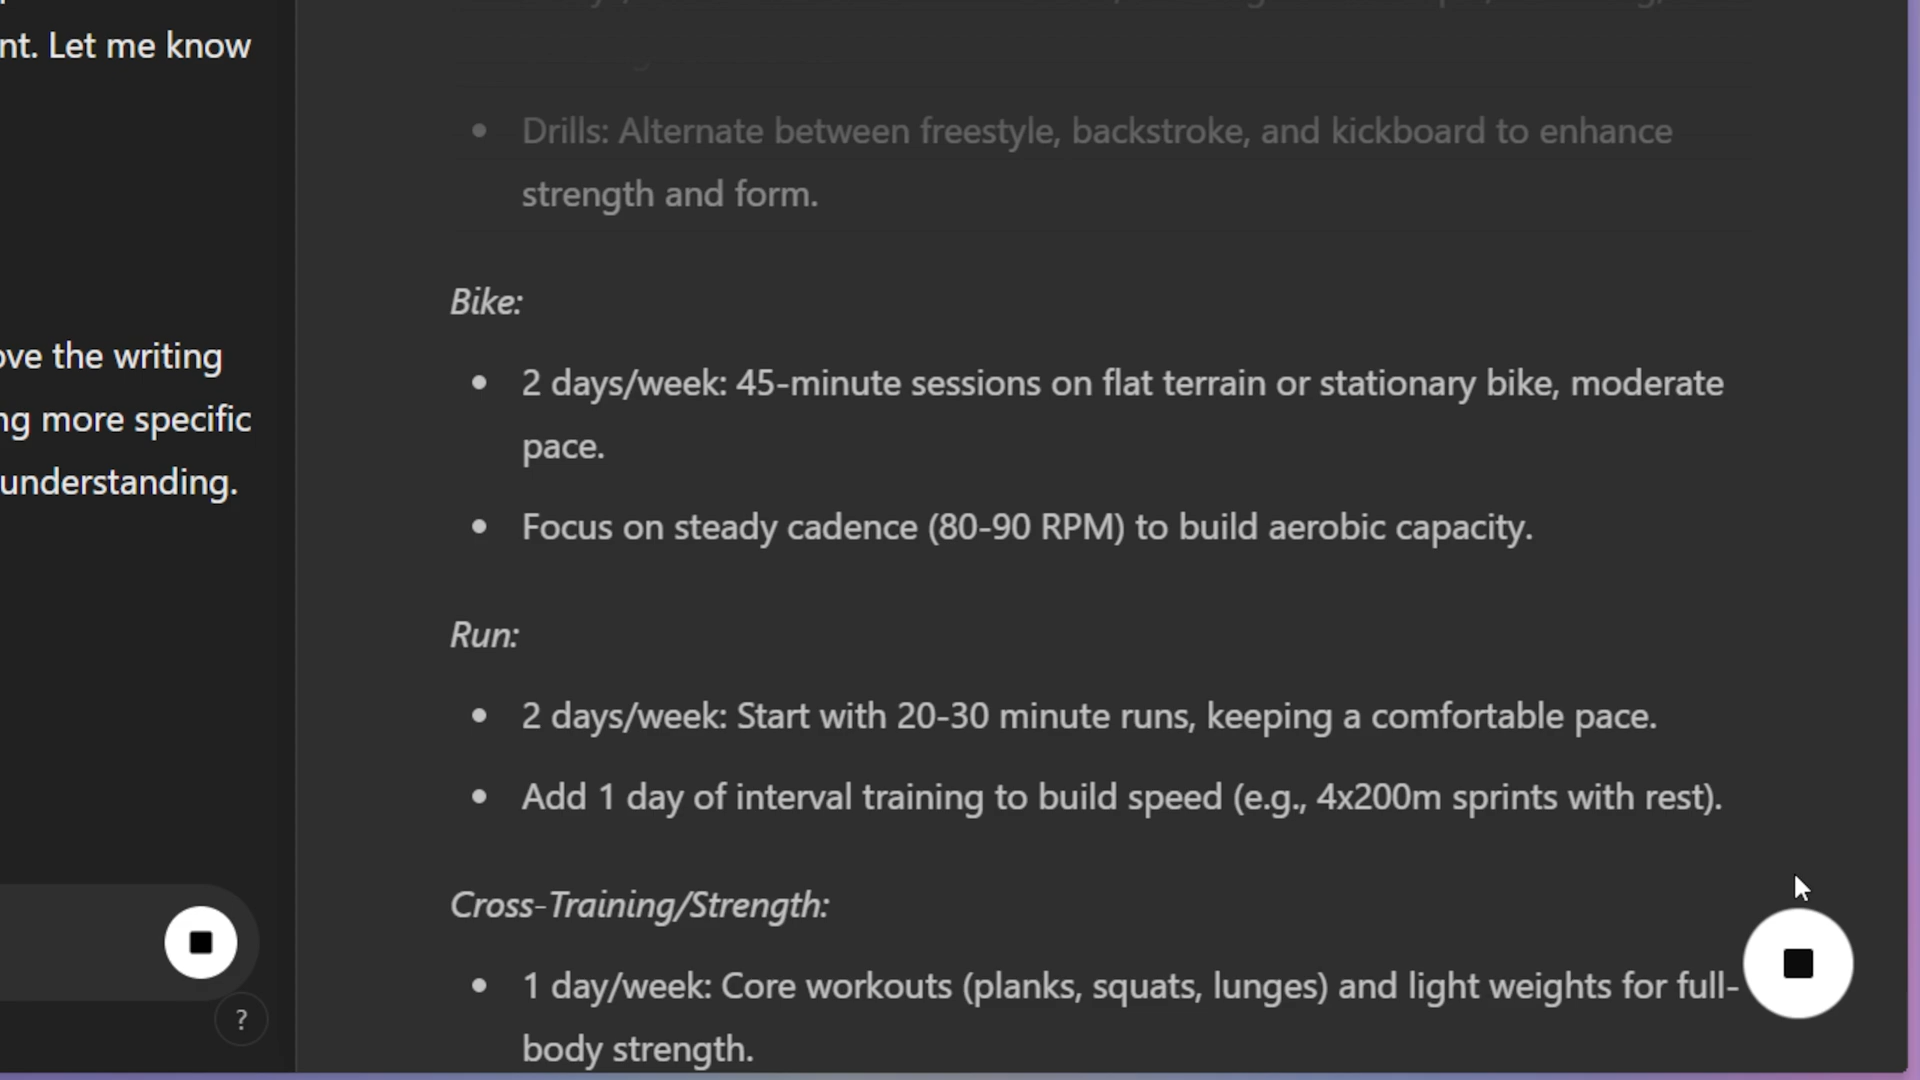 nt. Let me know
ove the writing
ng more specific
understanding.
?
Drills: Alternate between freestyle, backstroke, and kickboard to enhance
strength and form.
Bike:
2 days/week: 45-minute sessions on flat terrain or stationary bike, moderate
pace.
Focus on steady cadence (80-90 RPM) to build aerobic capacity.
Run:
2 days/week: Start with 20-30 minute runs, keeping a comfortable pace.
Add 1 day of interval training to build speed (e.g., 4x200m sprints with rest).
Cross-Training/Strength:
1 day/week: Core workouts (planks, squats, lunges) and light weights for full-
body strength.